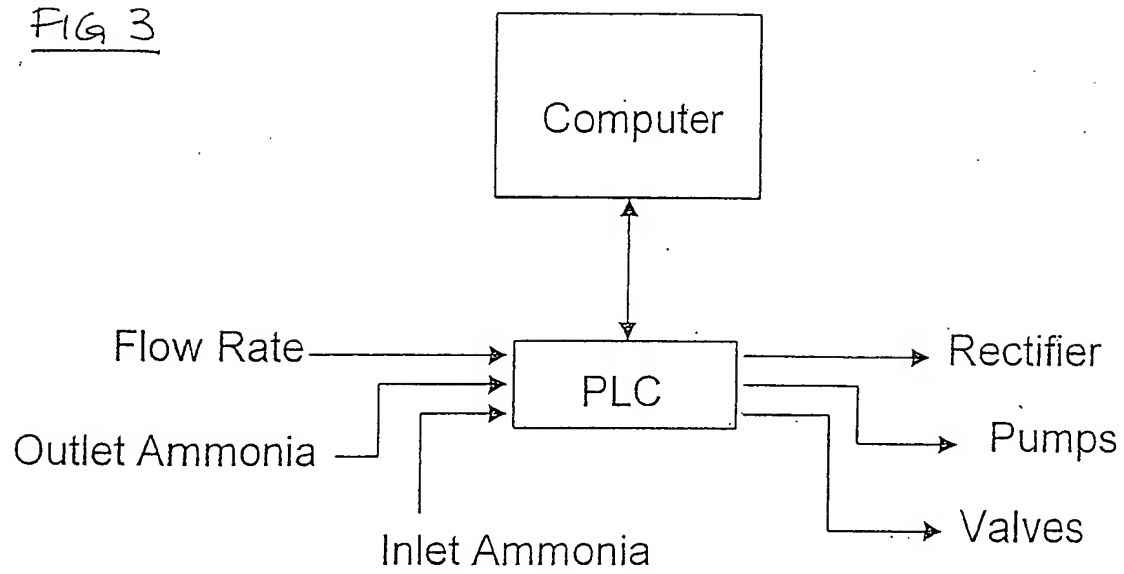 FIG 3
Computer
Flow Rate
Rectifier
PLC
Outlet Ammonia
Pumps
Inlet Ammonia
Valves